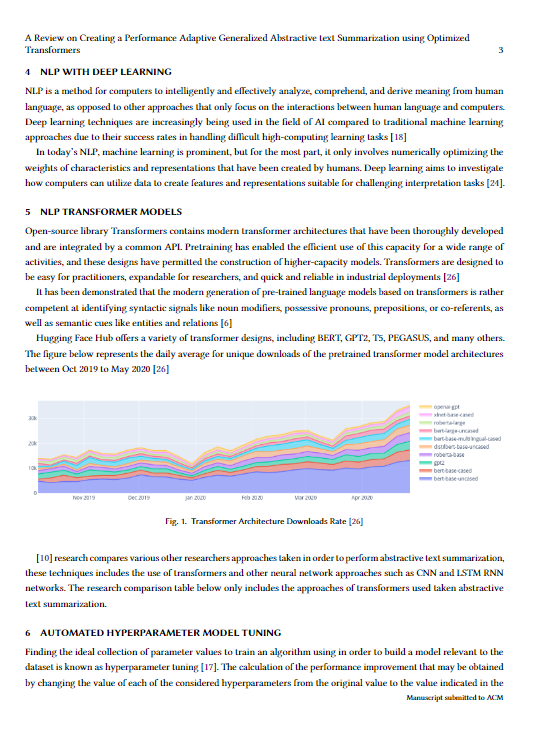 A Review on Creating a Performance Adaptive Generalized Abstractive text Summarization using Optimized
Transformers 3
4 NLP WITH DEEP LEARNING
NLP is a method for computers to intelligently and effectively analyze, comprehend, and derive meaning from human
language, as opposed to other approaches that only focus on the interactions between human language and computers.
Deep learning techniques are increasingly being used in the field of AI compared to traditional machine learning
approaches due to their success rates in handling difficult high-computing learning tasks [18]
In today's NLP, machine learning is prominent, but for the most part, it only involves numerically optimizing the
weights of characteristics and representations that have been created by humans. Deep learning aims to investigate
how computers can utilize data to create features and representations suitable for challenging interpretation tasks [24].
5 NLP TRANSFORMER MODELS
Open-source library Transformers contains modern transformer architectures that have been thoroughly developed
and are integrated by a common API. Pretraining has enabled the efficient use of this capacity for a wide range of
activities, and these designs have permitted the construction of higher-capacity models. Transformers are designed to
be easy for practitioners, expandable for researchers, and quick and reliable in industrial deployments [26]
It has been demonstrated that the modern generation of pre-trained language models based on transformers is rather
competent at identifying syntactic signals like noun modifiers, possessive pronouns, prepositions, or co-referents, as
well as semantic cues like entities and relations [6]
Hugging Face Hub offers a variety of transformer designs, including BERT, GPT2, T5, PEGASUS, and many others.
The figure below represents the daily average for unique downloads of the pretrained transformer model architectures
between Oct 2019 to May 2020 [26]
30k
20k
10k
0
Nov 2019 Dec 2019 Jan 2020 Feb 2020 Mar 2020 Apr 2020
openai-gpt
xlnet-base-cased
roberta-large
bert-large-uncased
bert-base-multilingual-cased
distilbert-base-uncased
roberta-base
gpt2
bert-base-cased
bert-base-uncased
Fig. 1. Transformer Architecture Downloads Rate [26]
[10] research compares various other researchers approaches taken in order to perform abstractive text summarization,
these techniques includes the use of transformers and other neural network approaches such as CNN and LSTM RNN
networks. The research comparison table below only includes the approaches of transformers used taken abstractive
text summarization.
6 AUTOMATED HYPERPARAMETER MODEL TUNING
Finding the ideal collection of parameter values to train an algorithm using in order to build a model relevant to the
dataset is known as hyperparameter tuning [17]. The calculation of the performance improvement that may be obtained
by changing the value of each of the considered hyperparameters from the original value to the value indicated in the
Manuscript submitted to ACM